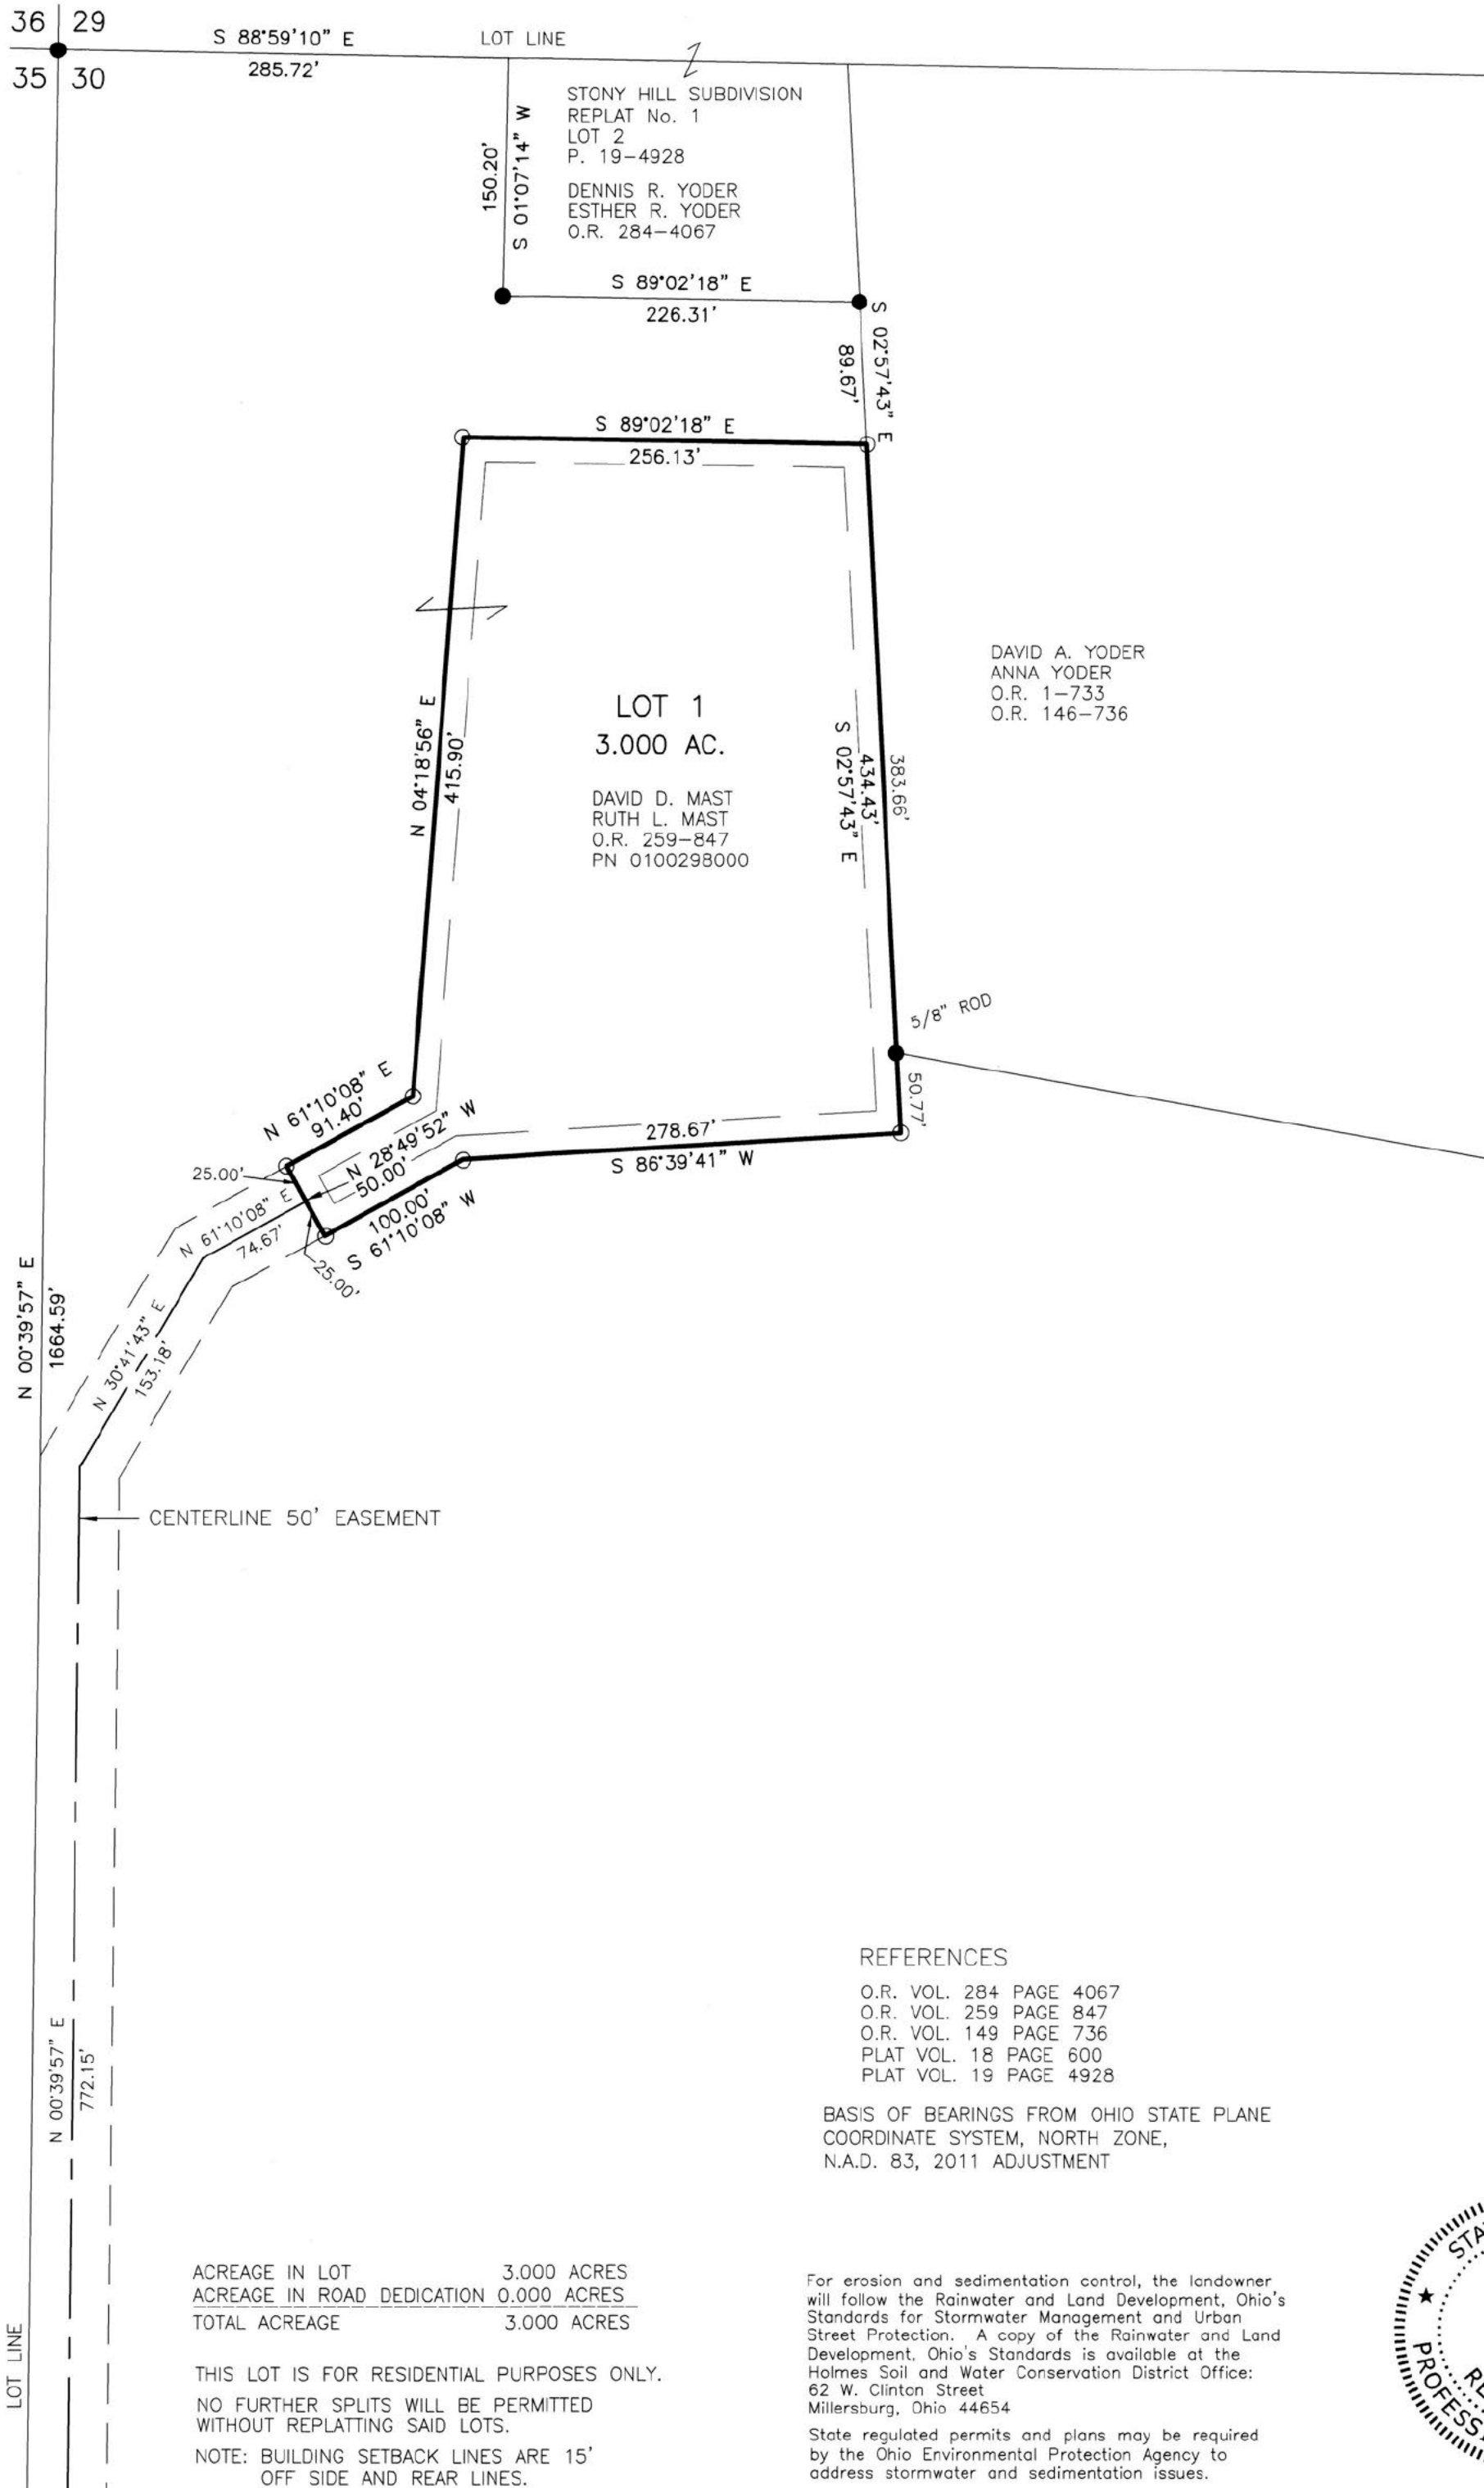 36 29
35 30
S 88°59'10" E
285.72'
LOT LINE
150.20'
S 01°07'14" W
STONY HILL SUBDIVISION
REPLAT No. 1
LOT 2
P. 19-4928
DENNIS R. YODER
ESTHER R. YODER
O.R. 284-4067
S 89°02'18" E
226.31'
S 02°57'43" E
89.67'
S 89°02'18" E
256.13'
N 04°18'56" E
415.90'
LOT 1
3.000 AC.
DAVID D. MAST
RUTH L. MAST
O.R. 259-847
PN 0100298000
S 02°57'43" E
434.43'
383.66'
DAVID A. YODER
ANNA YODER
O.R. 1-733
O.R. 146-736
5/8" ROD
50.77'
N 61°10'08" E
91.40'
N 28°49'52" W
50.00'
278.67'
S 86°39'41" W
25.00'
100.00'
S 61°10'08" W
N 61°10'08" E
74.67'
25.00'
N 00°39'57" E
1664.59'
N 30°41'43" E
153.18'
CENTERLINE 50' EASEMENT
N 00°39'57" E
772.15'
LOT LINE
REFERENCES
O.R. VOL. 284 PAGE 4067
O.R. VOL. 259 PAGE 847
O.R. VOL. 149 PAGE 736
PLAT VOL. 18 PAGE 600
PLAT VOL. 19 PAGE 4928
BASIS OF BEARINGS FROM OHIO STATE PLANE
COORDINATE SYSTEM, NORTH ZONE,
N.A.D. 83, 2011 ADJUSTMENT
ACREAGE IN LOT 3.000 ACRES
ACREAGE IN ROAD DEDICATION 0.000 ACRES
TOTAL ACREAGE 3.000 ACRES
THIS LOT IS FOR RESIDENTIAL PURPOSES ONLY.
NO FURTHER SPLITS WILL BE PERMITTED
WITHOUT REPLATTING SAID LOTS.
NOTE: BUILDING SETBACK LINES ARE 15'
OFF SIDE AND REAR LINES.
For erosion and sedimentation control, the landowner
will follow the Rainwater and Land Development, Ohio's
Standards for Stormwater Management and Urban
Street Protection. A copy of the Rainwater and Land
Development, Ohio's Standards is available at the
Holmes Soil and Water Conservation District Office:
62 W. Clinton Street
Millersburg, Ohio 44654
State regulated permits and plans may be required
by the Ohio Environmental Protection Agency to
address stormwater and sedimentation issues.